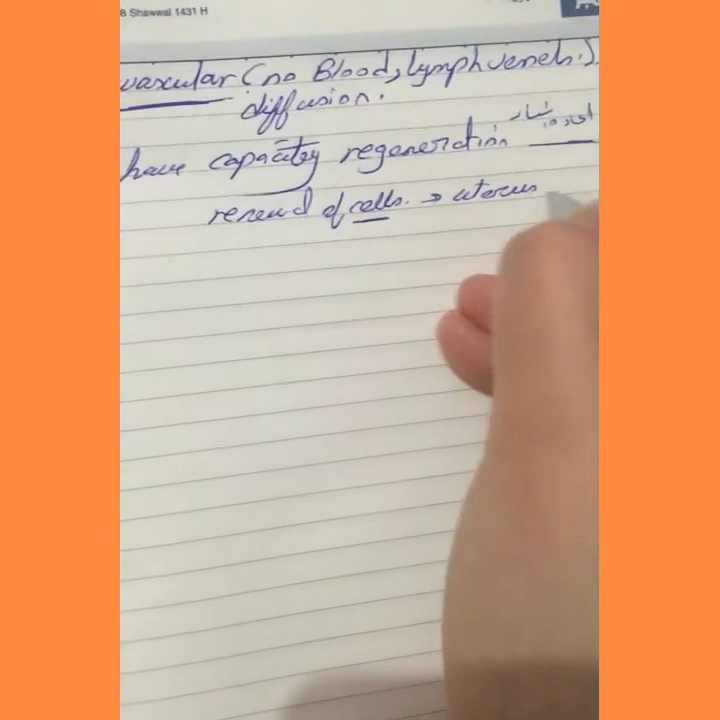 8 Shawwal 1431 H
vascular (no Blood, lymph vessels.)
diffusion.
have capacity regeneration
renewal of cells. → uterus